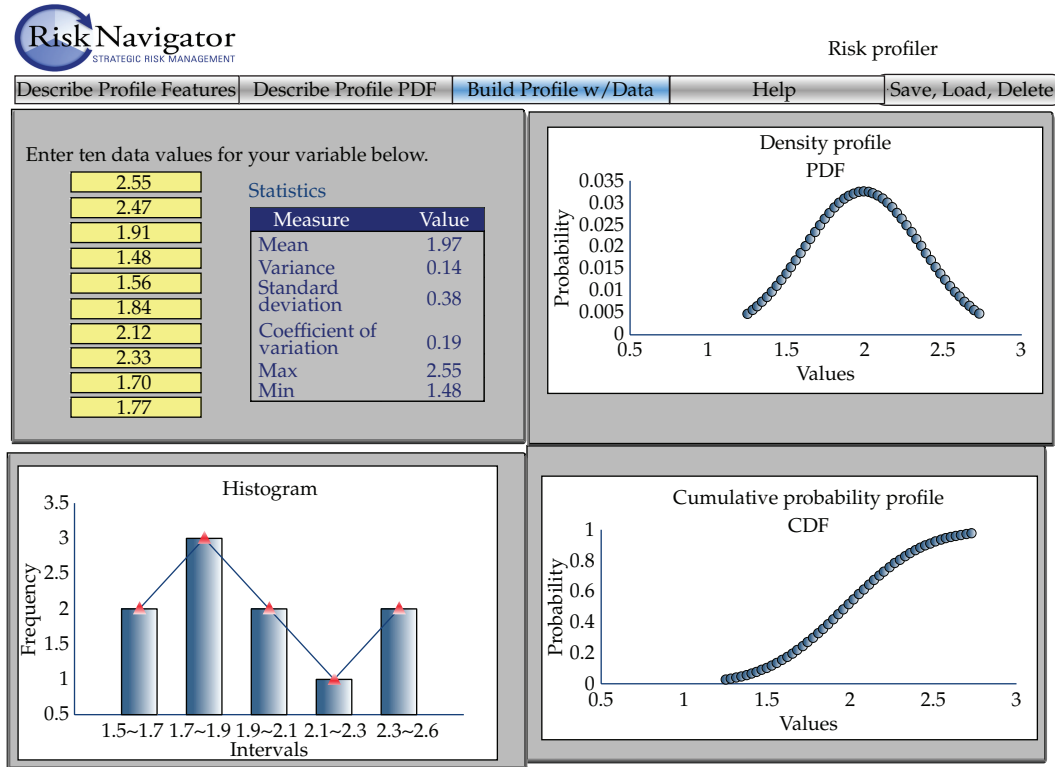 Risk Navigator
STRATEGIC RISK MANAGEMENT
Risk profiler
Describe Profile Features
Describe Profile PDF
Build Profile w/Data
Help
Save, Load, Delete
Enter ten data values for your variable below.
2.55
2.47
1.91
1.48
1.56
1.84
2.12
2.33
1.70
1.77
Statistics
Measure Value
Mean 1.97
Variance 0.14
Standard
deviation 0.38
Coefficient of
variation 0.19
Max 2.55
Min 1.48
Density profile
PDF
Probability
0.035
0.03
0.025
0.02
0.015
0.01
0.005
0
0.5 1 1.5 2 2.5 3
Values
Histogram
Frequency
3.5
3
2.5
2
1.5
1
0.5
1.5~1.7 1.7~1.9 1.9~2.1 2.1~2.3 2.3~2.6
Intervals
Cumulative probability profile
CDF
Probability
1
0.8
0.6
0.4
0.2
0
0.5 1 1.5 2 2.5 3
Values